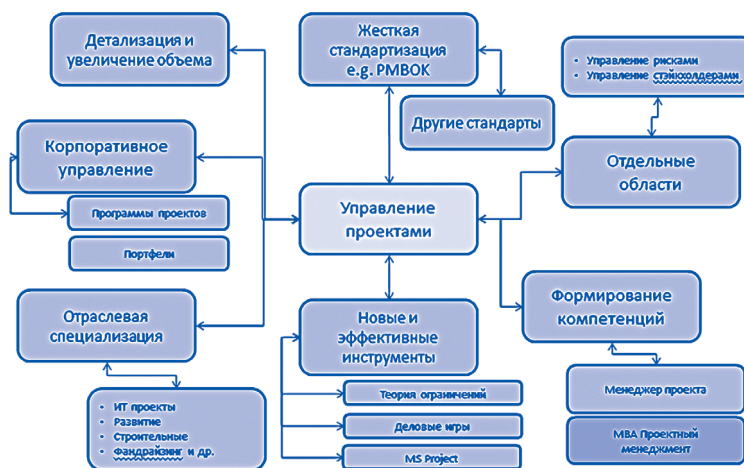 Детализация и
увеличение объема
Жесткая
стандартизация
e.g. PMBOK
Другие стандарты
• Управление рисками
• Управление стэйкхолдерами
Отдельные
области
Корпоративное
управление
Программы проектов
Портфели
Управление
проектами
Отраслевая
специализация
• ИТ проекты
• Развитие
• Строительные
• Фандрайзинг и др.
Новые и
эффективные
инструменты
Теория ограничений
Деловые игры
MS Project
Формирование
компетенций
Менеджер проекта
MBA Проектный
менеджмент